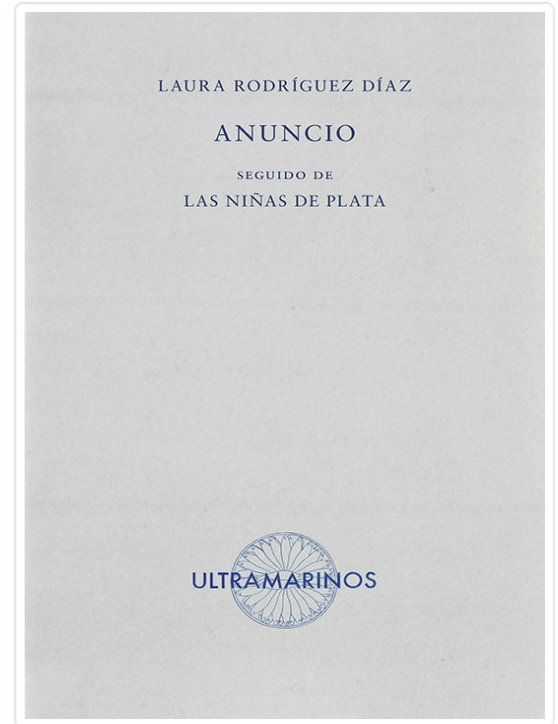 LAURA RODRÍGUEZ DÍAZ
ANUNCIO
SEGUIDO DE
LAS NIÑAS DE PLATA
ULTRAMARINOS